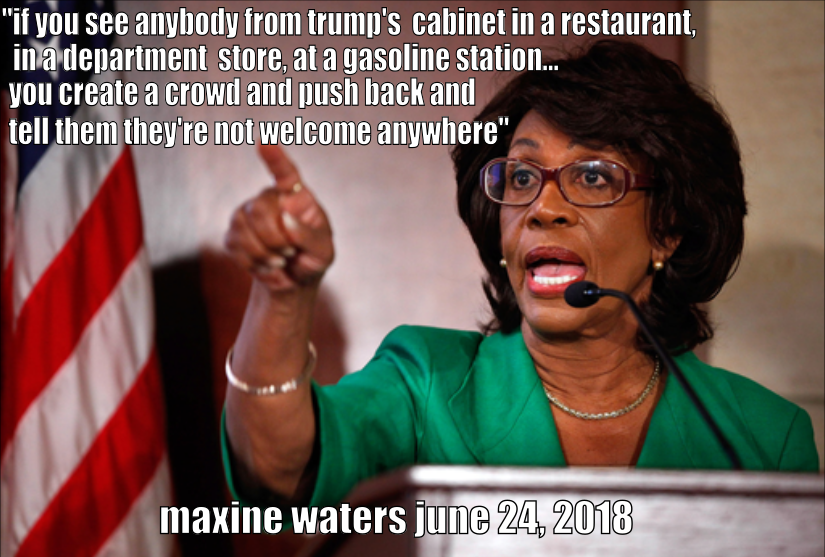 "if you see anybody from trump's cabinet in a restaurant,
in a department store, at a gasoline station...
you create a crowd and push back and
tell them they're not welcome anywhere"
maxine waters june 24, 2018